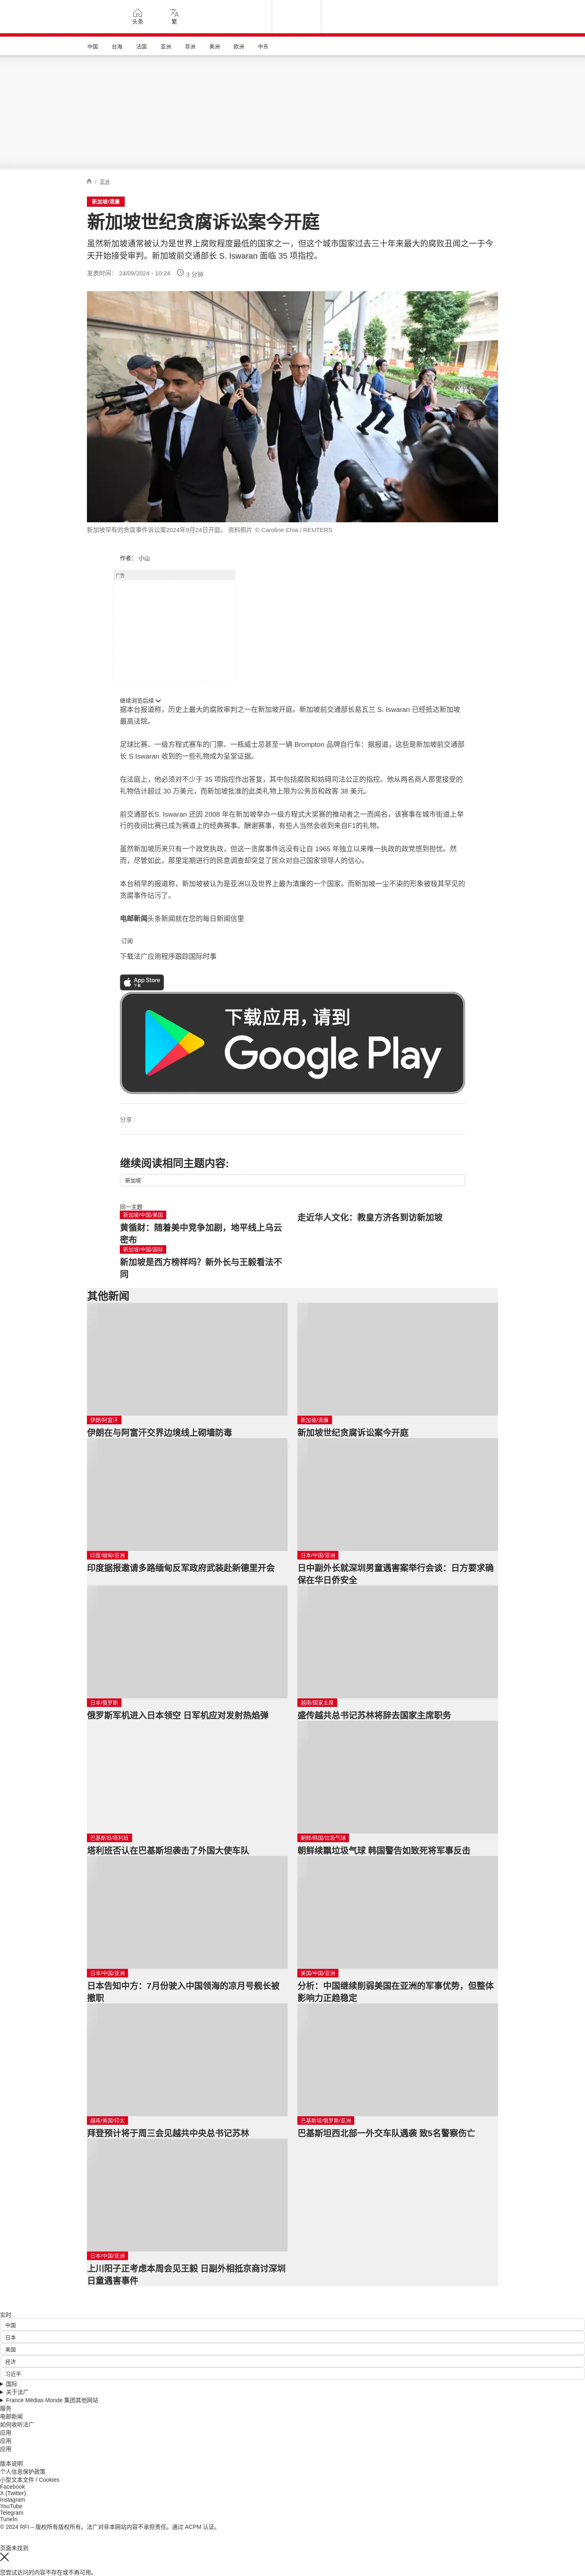 头条
繁
中国
台海
法国
亚洲
非洲
美洲
欧洲
中东
/ 亚洲
新加坡/清廉
新加坡世纪贪腐诉讼案今开庭
虽然新加坡通常被认为是世界上腐败程度最低的国家之一，但这个城市国家过去三十年来最大的腐败丑闻之一于今
天开始接受审判。新加坡前交通部长 S. Iswaran 面临 35 项指控。
发表时间： 24/09/2024 - 10:24
3 分钟
新加坡罕有的贪腐事件诉讼案2024年9月24日开庭。 资料照片 © Caroline Chia / REUTERS
作者： 小山
广告
继续浏览后续
据本台报道称，历史上最大的腐败审判之一在新加坡开庭。新加坡前交通部长易瓦兰 S. Iswaran 已经抵达新加坡
最高法院。
足球比赛、一级方程式赛车的门票、一瓶威士忌甚至一辆 Brompton 品牌自行车：据报道，这些是新加坡前交通部
长 S Iswaran 收到的一些礼物成为呈堂证据。
在法庭上，他必须对不少于 35 项指控作出答复，其中包括腐败和妨碍司法公正的指控。他从两名商人那里接受的
礼物估计超过 30 万美元，而新加坡批准的此类礼物上限为公务员和政客 38 美元。
前交通部长S. Iswaran 还因 2008 年在新加坡举办一级方程式大奖赛的推动者之一而闻名，该赛事在城市街道上举
行的夜间比赛已成为赛道上的经典赛事。酬谢赛事，有些人当然会收到来自F1的礼物。
虽然新加坡历来只有一个政党执政，但这一贪腐事件远没有让自 1965 年独立以来唯一执政的政党感到担忧。然
而，尽管如此，那里定期进行的民意调查却突显了民众对自己国家领导人的信心。
本台稍早的报道称，新加坡被认为是亚洲以及世界上最为清廉的一个国家。而新加坡一尘不染的形象被极其罕见的
贪腐事件玷污了。
电邮新闻头条新闻就在您的每日新闻信里
订阅
下载法广应用程序跟踪国际时事
App Store
下载
下载应用，请到
Google Play
分享 :
继续阅读相同主题内容:
新加坡
同一主题
新加坡/中国/美国
黄循财：随着美中竞争加剧，地平线上乌云
密布
走近华人文化：教皇方济各到访新加坡
新加坡/中国/国际
新加坡是西方榜样吗？新外长与王毅看法不
同
其他新闻
伊朗/阿富汗
伊朗在与阿富汗交界边境线上砌墙防毒
新加坡/清廉
新加坡世纪贪腐诉讼案今开庭
印度/缅甸/亚洲
印度据报邀请多路缅甸反军政府武装赴新德里开会
日本/中国/亚洲
日中副外长就深圳男童遇害案举行会谈：日方要求确
保在华日侨安全
日本/俄罗斯
俄罗斯军机进入日本领空 日军机应对发射热焰弹
越南/国家主席
盛传越共总书记苏林将辞去国家主席职务
巴基斯坦/塔利班
塔利班否认在巴基斯坦袭击了外国大使车队
朝鲜/韩国/垃圾气球
朝鲜续飘垃圾气球 韩国警告如致死将军事反击
日本/中国/亚洲
日本告知中方：7月份驶入中国领海的凉月号舰长被
撤职
美国/中国/亚洲
分析：中国继续削弱美国在亚洲的军事优势，但整体
影响力正趋稳定
越南/美国/印太
拜登预计将于周三会见越共中央总书记苏林
巴基斯坦/俄罗斯/亚洲
巴基斯坦西北部一外交车队遇袭 致5名警察伤亡
日本/中国/亚洲
上川阳子正考虑本周会见王毅 日副外相抵京商讨深圳
日童遇害事件
实时
中国
日本
美国
经济
习近平
国际
关于法广
France Médias Monde 集团其他网站
服务
电邮新闻
如何收听法广
应用
应用
应用
版本说明
个人信息保护政策
小型文本文件 / Cookies
Facebook
X (Twitter)
Instagram
YouTube
Telegram
TuneIn
© 2024 RFI – 版权所有版权所有。法广对非本网站内容不承担责任。通过 ACPM 认证。
页面未找到
您尝试访问的内容不存在或不再可用。